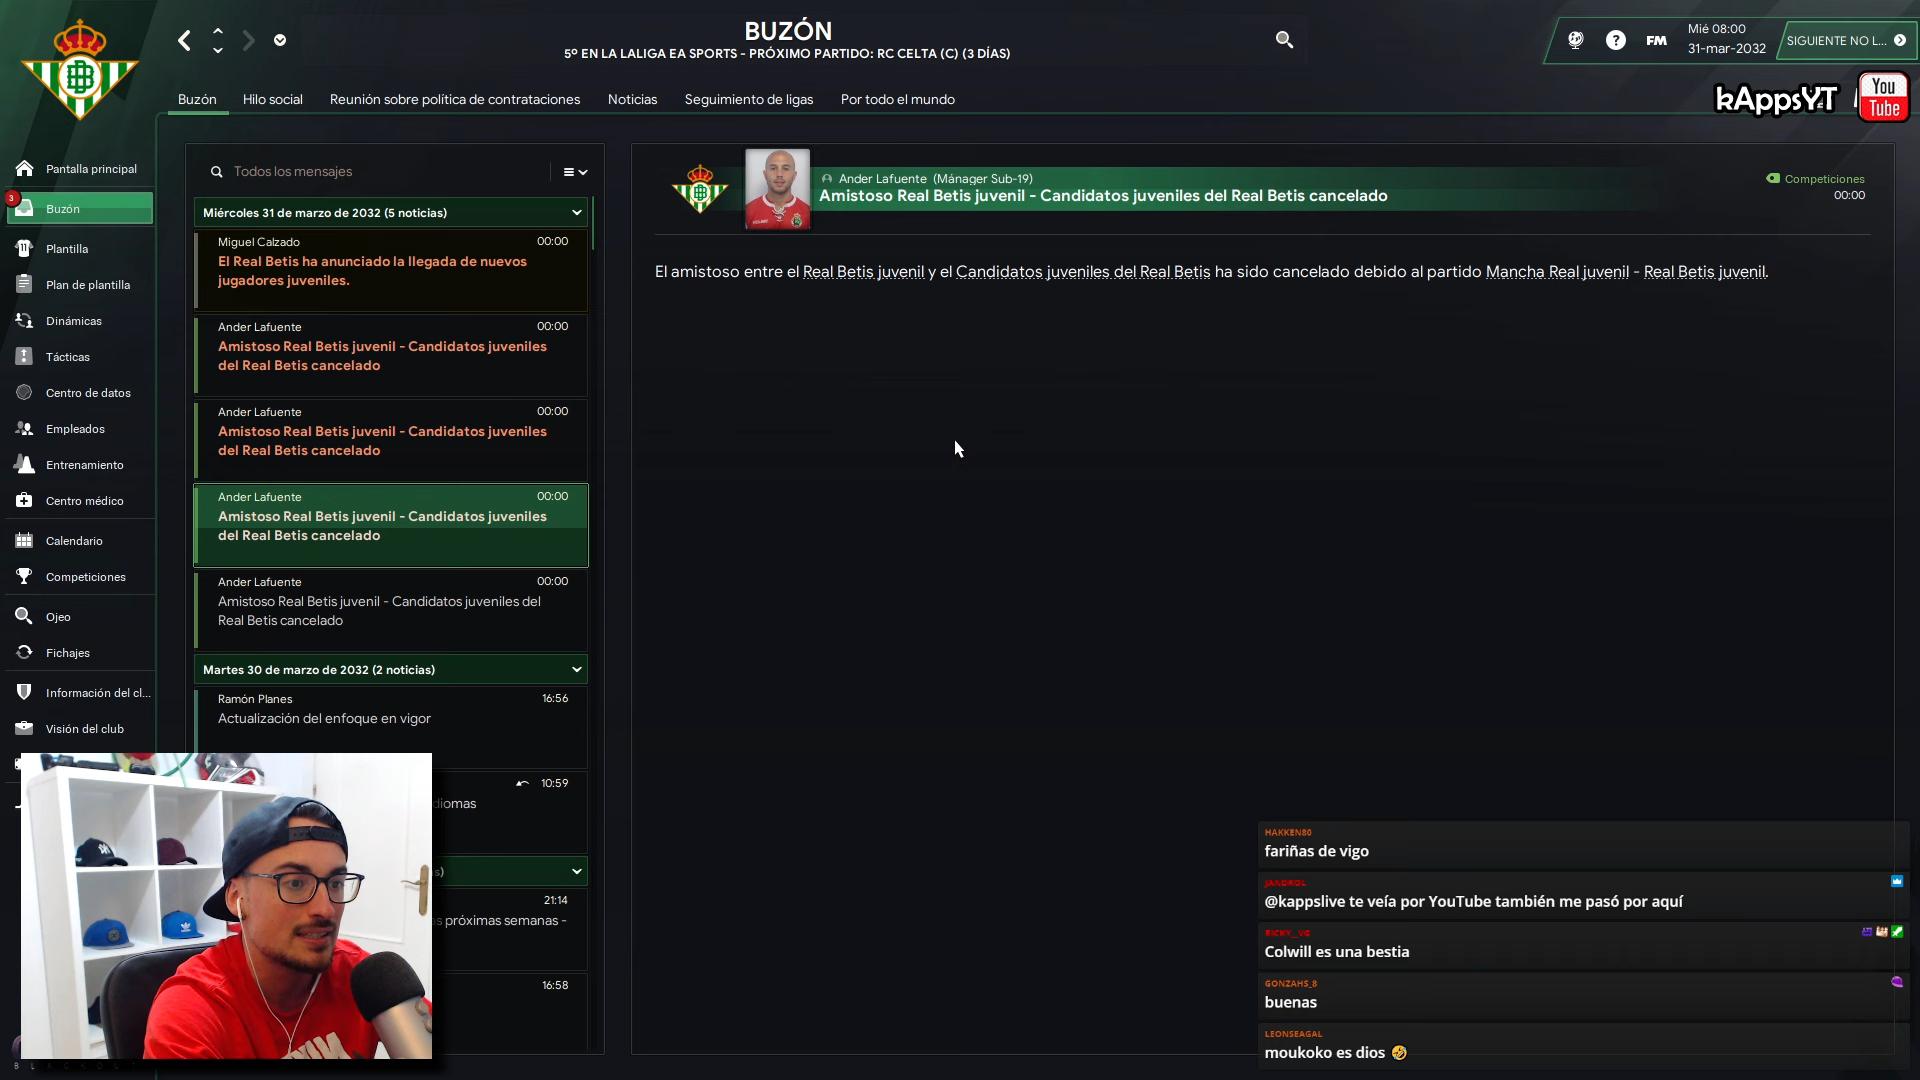 BUZÓN
5º EN LA LALIGA EA SPORTS - PRÓXIMO PARTIDO: RC CELTA (C) (3 DÍAS)
FM
Mié 08:00
31-mar-2032
SIGUIENTE NO L...
Buzón
Hilo social
Reunión sobre política de contrataciones
Noticias
Seguimiento de ligas
Por todo el mundo
kAppsYT
You
Tube
Pantalla principal
3
Buzón
Plantilla
Plan de plantilla
Dinámicas
Tácticas
Centro de datos
Empleados
Entrenamiento
Centro médico
Calendario
Competiciones
Ojeo
Fichajes
Información del cl...
Visión del club
Todos los mensajes
Miércoles 31 de marzo de 2032 (5 noticias)
Miguel Calzado 00:00
El Real Betis ha anunciado la llegada de nuevos
jugadores juveniles.
Ander Lafuente 00:00
Amistoso Real Betis juvenil - Candidatos juveniles
del Real Betis cancelado
Ander Lafuente 00:00
Amistoso Real Betis juvenil - Candidatos juveniles
del Real Betis cancelado
Ander Lafuente 00:00
Amistoso Real Betis juvenil - Candidatos juveniles
del Real Betis cancelado
Ander Lafuente 00:00
Amistoso Real Betis juvenil - Candidatos juveniles del
Real Betis cancelado
Martes 30 de marzo de 2032 (2 noticias)
Ramón Planes 16:56
Actualización del enfoque en vigor
10:59
diomas
s)
21:14
as próximas semanas -
16:58
Ander Lafuente (Mánager Sub-19)
Amistoso Real Betis juvenil - Candidatos juveniles del Real Betis cancelado
Competiciones
00:00
El amistoso entre el Real Betis juvenil y el Candidatos juveniles del Real Betis ha sido cancelado debido al partido Mancha Real juvenil - Real Betis juvenil.
HAKKEN80
fariñas de vigo
JANDROL
@kappslive te veía por YouTube también me pasó por aquí
RICKY__VG
Colwill es una bestia
GONZAHS_8
buenas
LEONSEAGAL
moukoko es dios 🤣